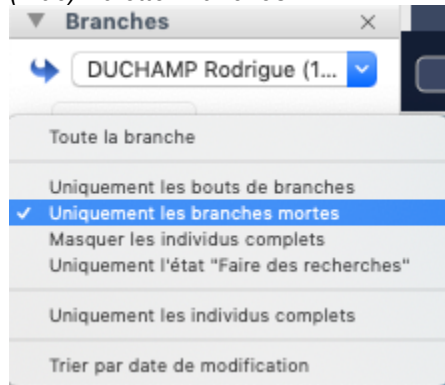 Branches
DUCHAMP Rodrigue (1...
Toute la branche
Uniquement les bouts de branches
Uniquement les branches mortes
Masquer les individus complets
Uniquement l'état "Faire des recherches"
Uniquement les individus complets
Trier par date de modification